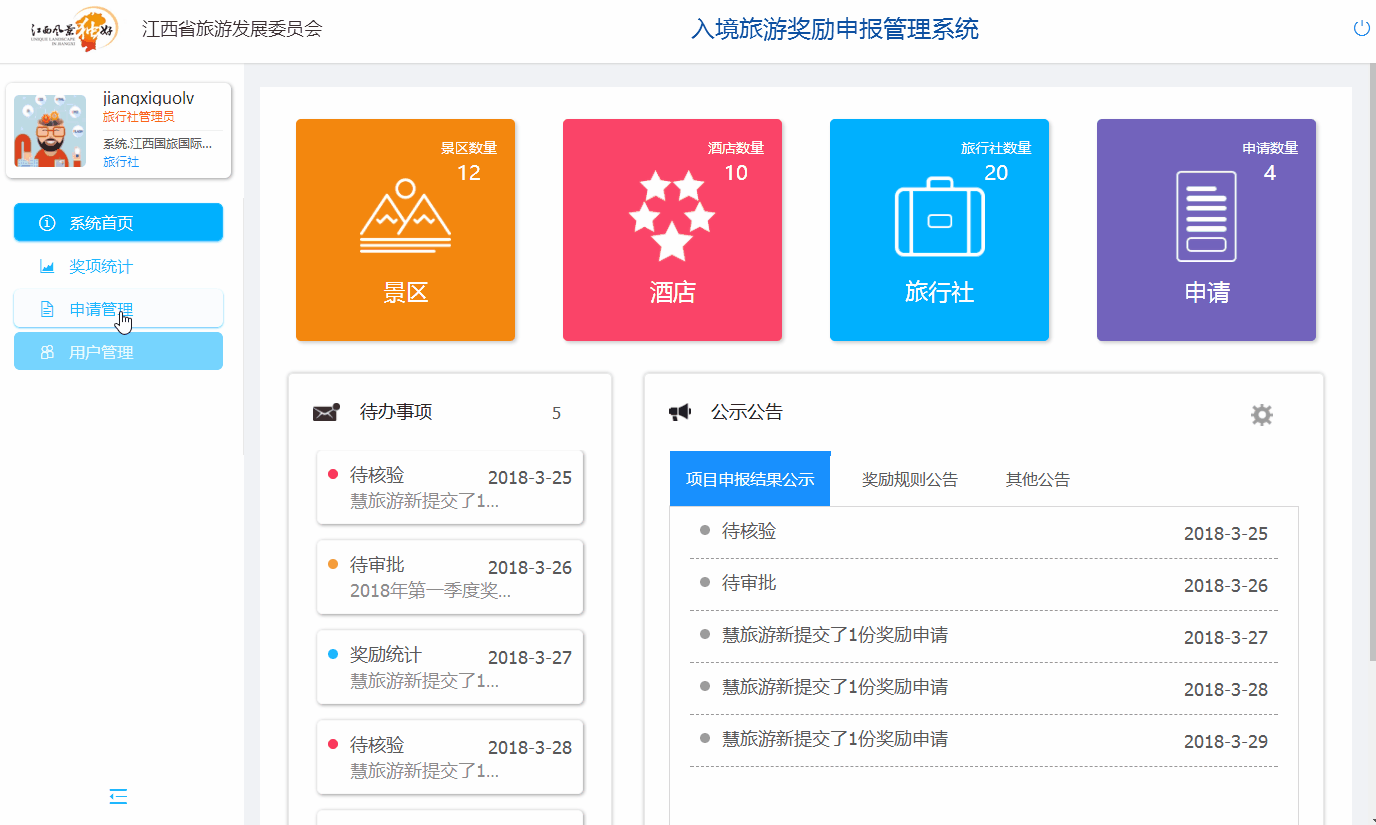 江西风景独好
UNIQUE LANDSCAPE
IN JIANGXI
江西省旅游发展委员会
入境旅游奖励申报管理系统
jiangxiguolv
旅行社管理员
系统.江西国旅国际...
旅行社
系统首页
奖项统计
申请管理
用户管理
景区数量
12
景区
酒店数量
10
酒店
旅行社数量
20
旅行社
申请数量
4
申请
待办事项 5
待核验 2018-3-25
慧旅游新提交了1...
待审批 2018-3-26
2018年第一季度奖...
奖励统计 2018-3-27
慧旅游新提交了1...
待核验 2018-3-28
慧旅游新提交了1...
公示公告
项目申报结果公示 奖励规则公告 其他公告
待核验 2018-3-25
待审批 2018-3-26
慧旅游新提交了1份奖励申请 2018-3-27
慧旅游新提交了1份奖励申请 2018-3-28
慧旅游新提交了1份奖励申请 2018-3-29